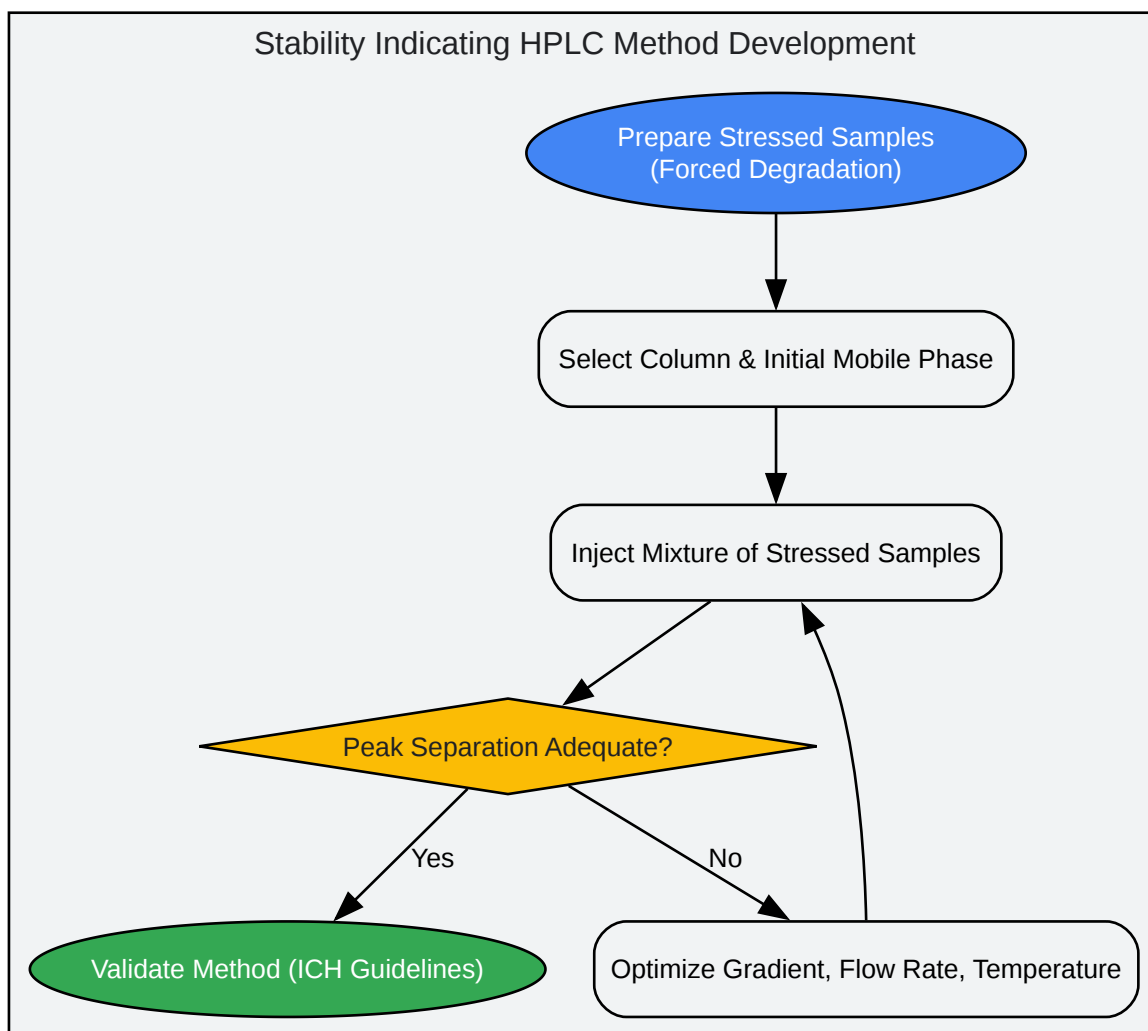 Stability Indicating HPLC Method Development
Prepare Stressed Samples
(Forced Degradation)
Select Column & Initial Mobile Phase
Inject Mixture of Stressed Samples
Peak Separation Adequate?
Yes
No
Validate Method (ICH Guidelines)
Optimize Gradient, Flow Rate, Temperature